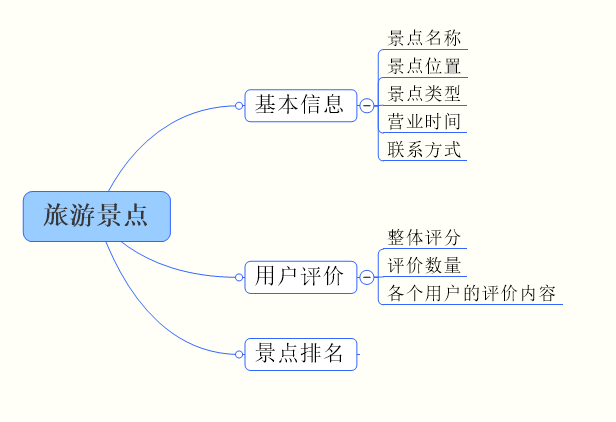 旅游景点
基本信息
景点名称
景点位置
景点类型
营业时间
联系方式
用户评价
整体评分
评价数量
各个用户的评价内容
景点排名